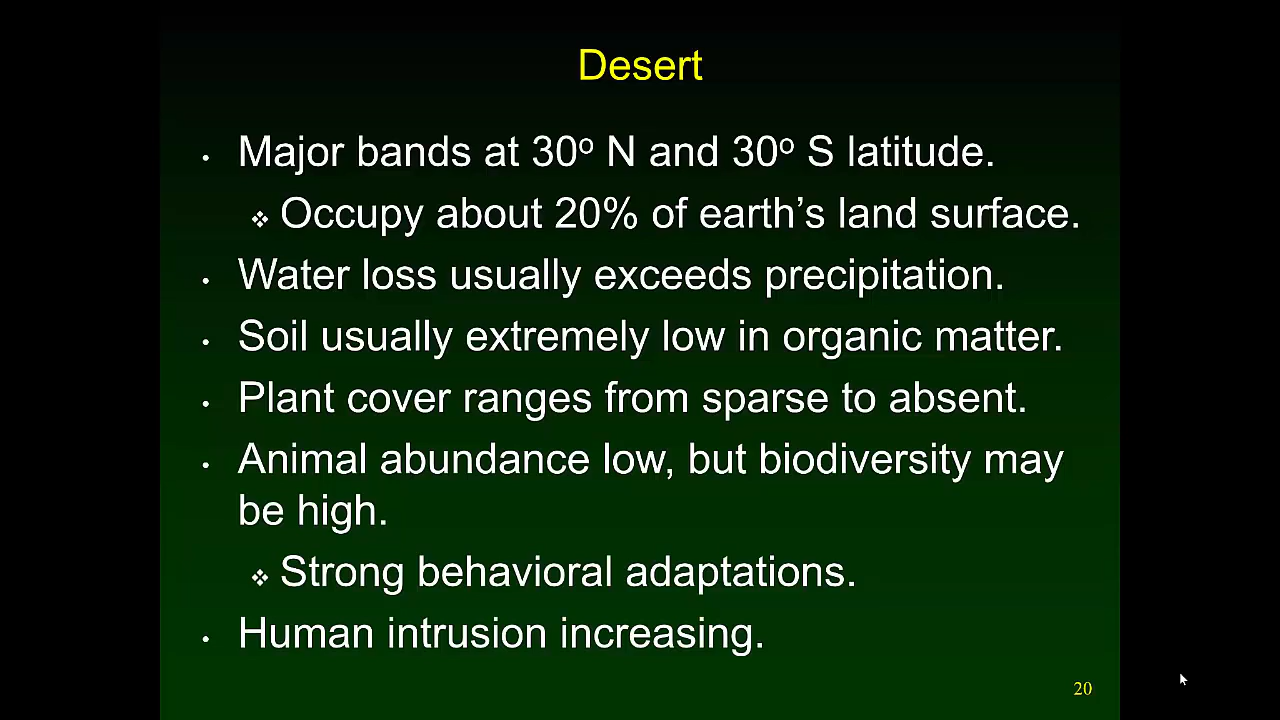 Desert
• Major bands at 30o N and 30o S latitude.
❖ Occupy about 20% of earth’s land surface.
• Water loss usually exceeds precipitation.
• Soil usually extremely low in organic matter.
• Plant cover ranges from sparse to absent.
• Animal abundance low, but biodiversity may
be high.
❖ Strong behavioral adaptations.
• Human intrusion increasing.
20